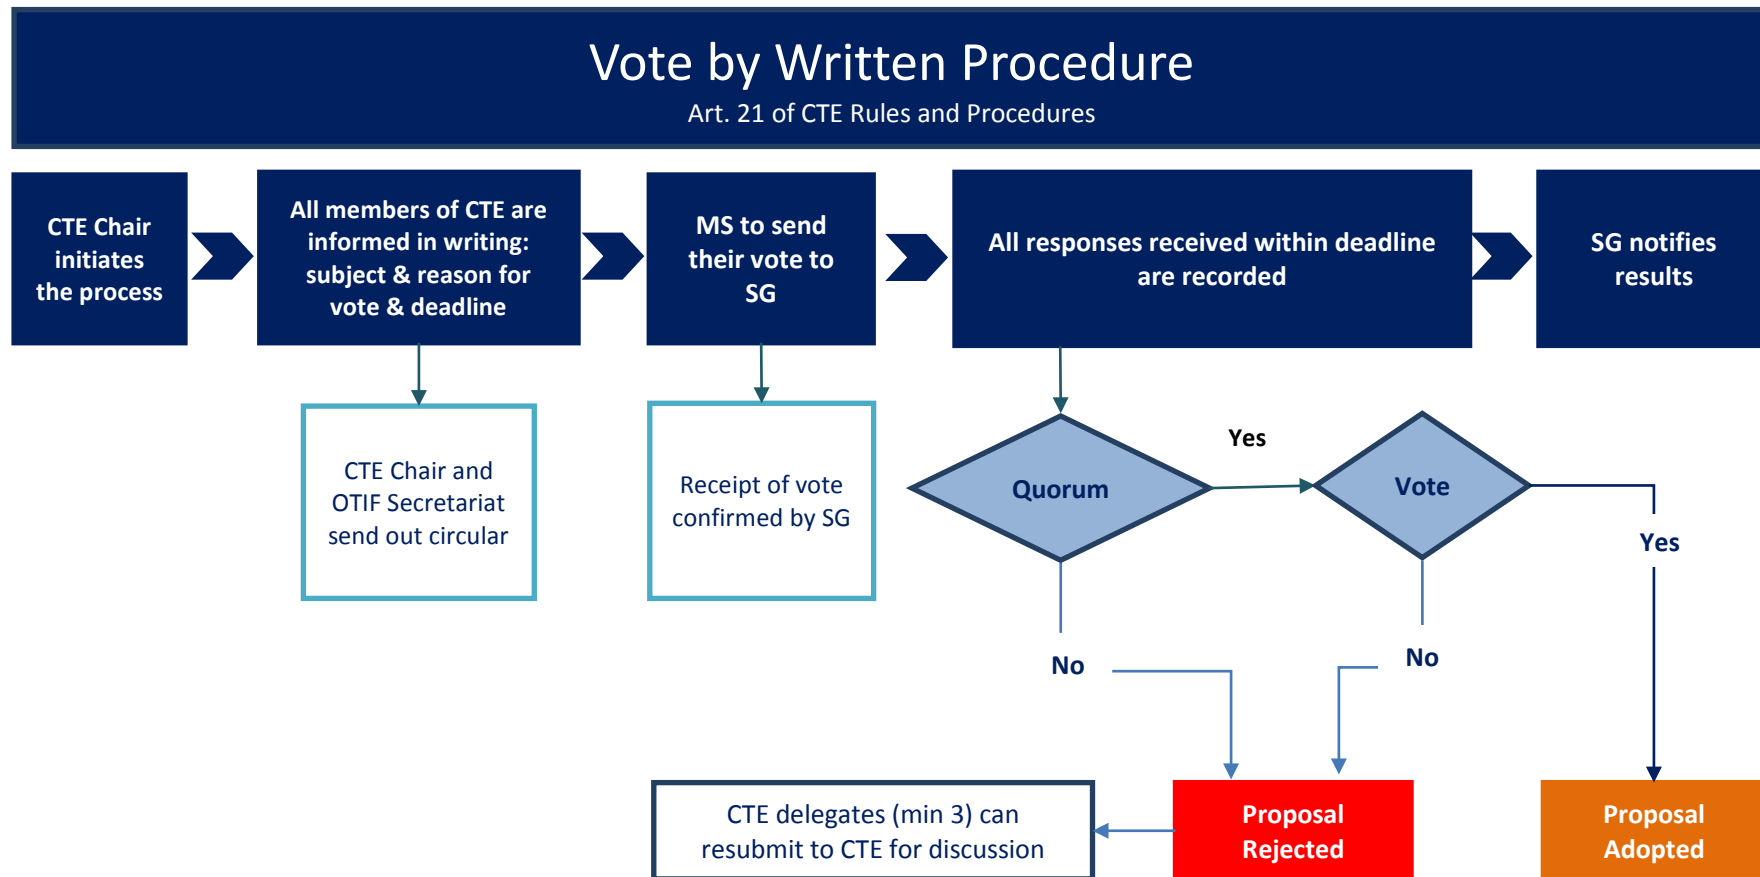 Vote by Written Procedure
Art. 21 of CTE Rules and Procedures
CTE Chair
initiates
the process
All members of CTE are
informed in writing:
subject & reason for
vote & deadline
MS to send
their vote to
SG
All responses received within deadline
are recorded
SG notifies
results
CTE Chair and
OTIF Secretariat
send out circular
Receipt of vote
confirmed by SG
Quorum
Yes
Vote
Yes
No
No
CTE delegates (min 3) can
resubmit to CTE for discussion
Proposal
Rejected
Proposal
Adopted